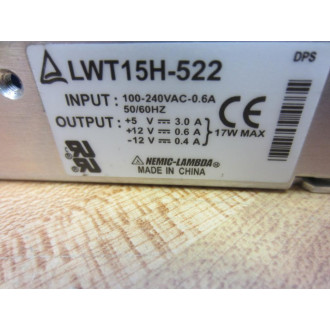 DPS
LWT15H-522
INPUT : 100-240VAC-0.6A
50/60HZ
OUTPUT : +5 V 3.0 A
+12 V 0.6 A 17W MAX
-12 V 0.4 A
NEMIC-LAMBDA®
MADE IN CHINA